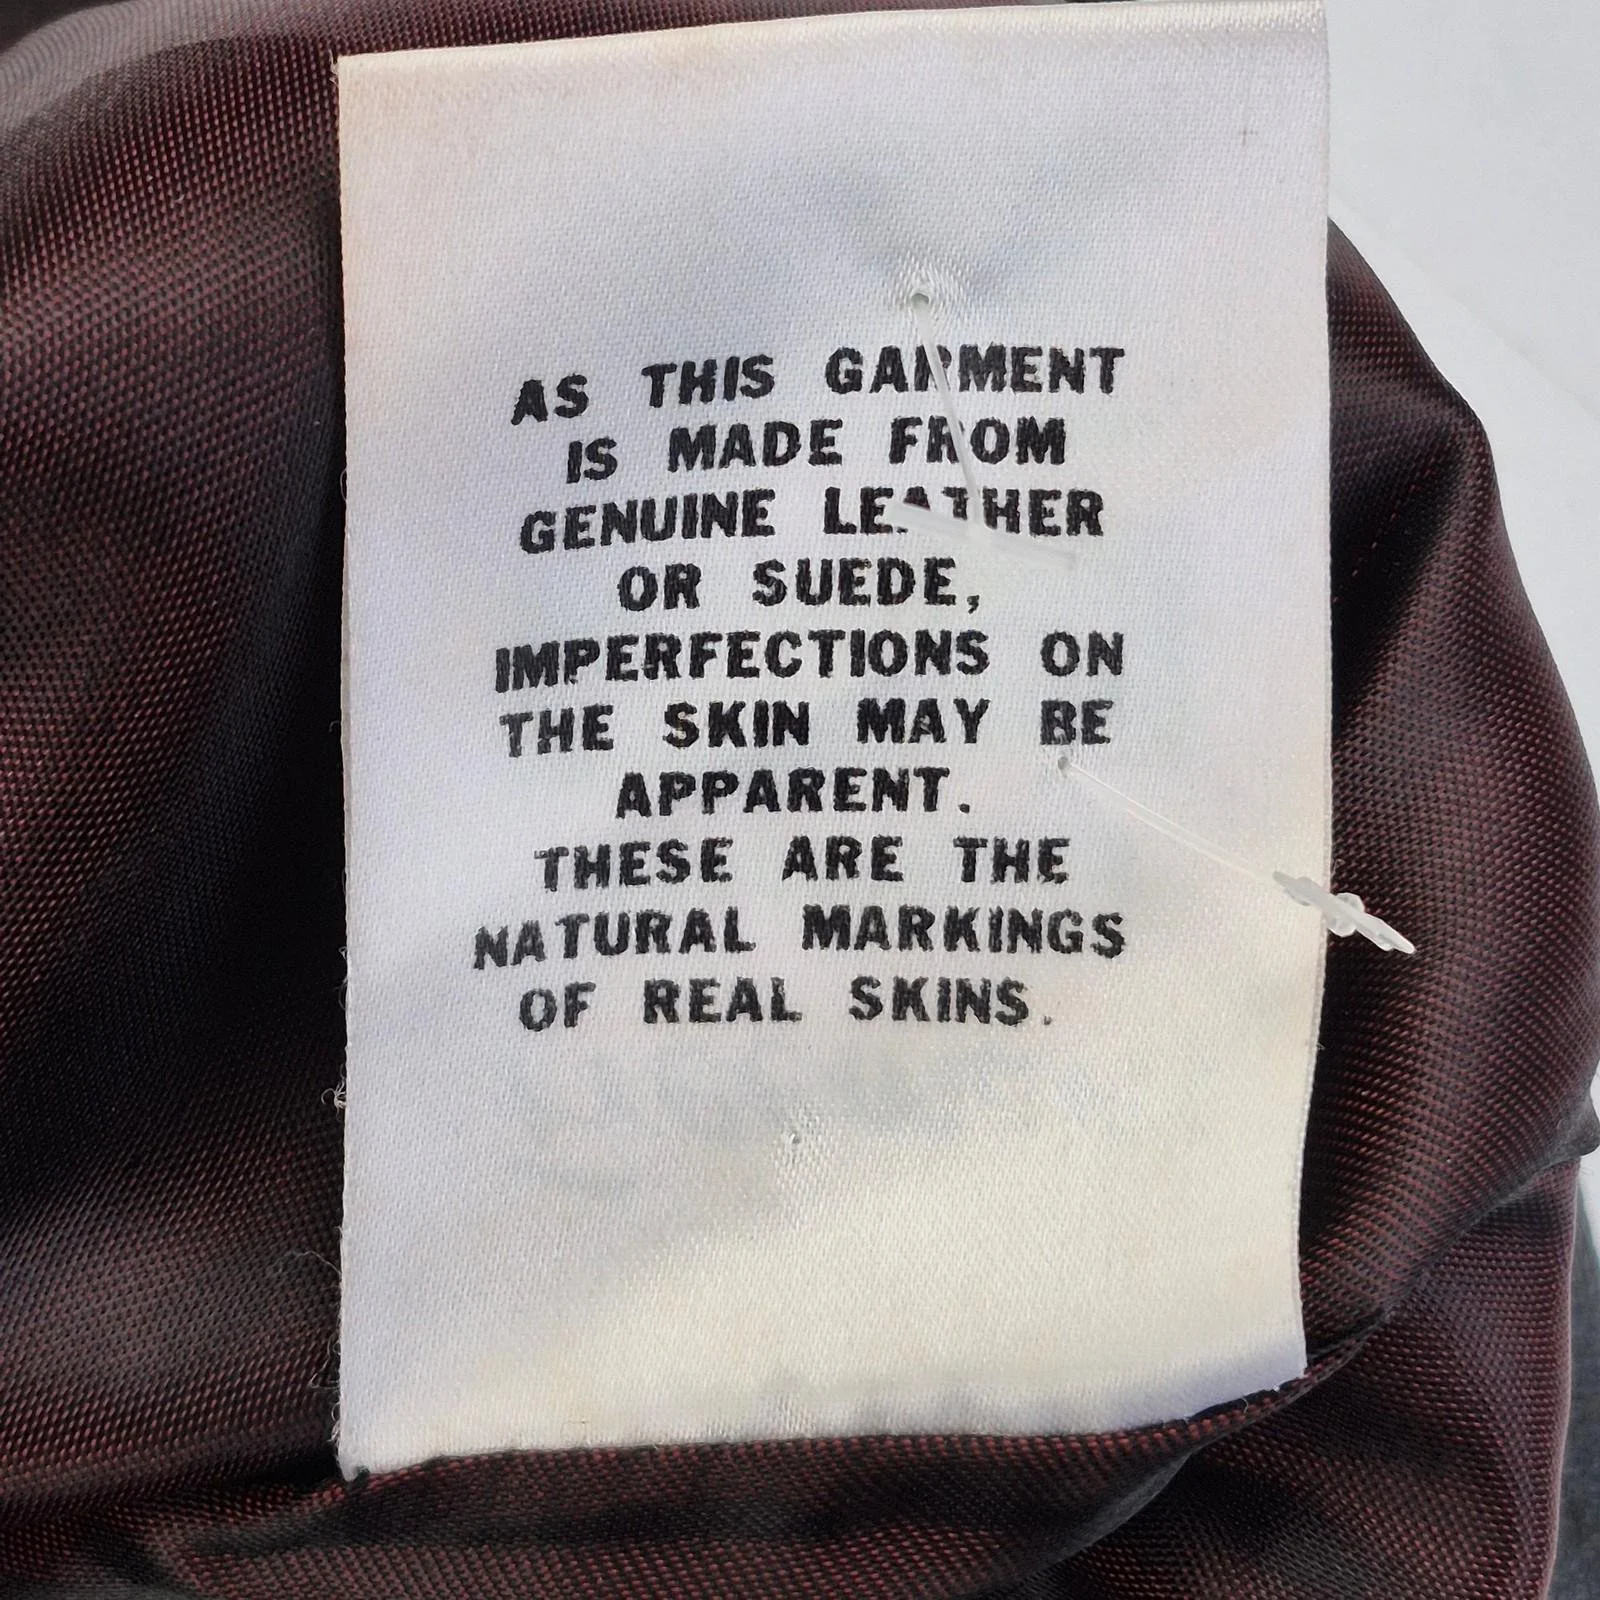 AS THIS GARMENT
IS MADE FROM
GENUINE LEATHER
OR SUEDE,
IMPERFECTIONS ON
THE SKIN MAY BE
APPARENT.
THESE ARE THE
NATURAL MARKINGS
OF REAL SKINS.